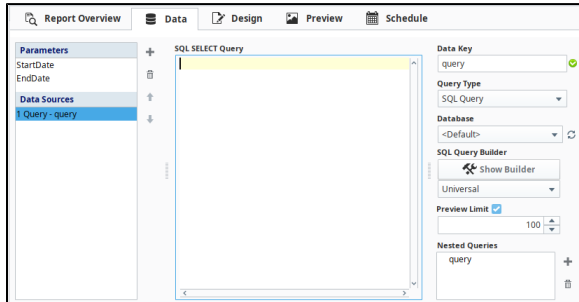 Report Overview
Data
Design
Preview
Schedule
Parameters
StartDate
EndDate
Data Sources
1 Query - query
SQL SELECT Query
Data Key
query
Query Type
SQL Query
Database
<Default>
SQL Query Builder
Show Builder
Universal
Preview Limit
100
Nested Queries
query